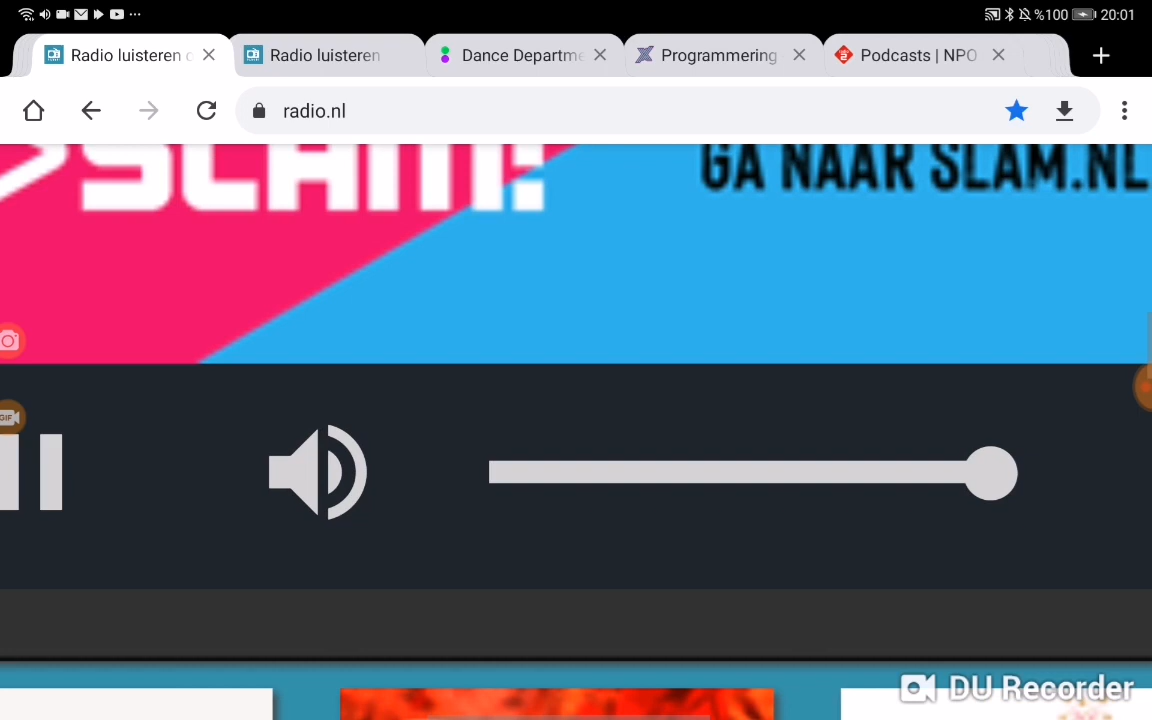 %100 20:01
Radio luisteren o
Radio luisteren
Dance Departme
Programmering
Podcasts | NPO
radio.nl
SLAM!
GA NAAR SLAM.NL
GIF
DU Recorder